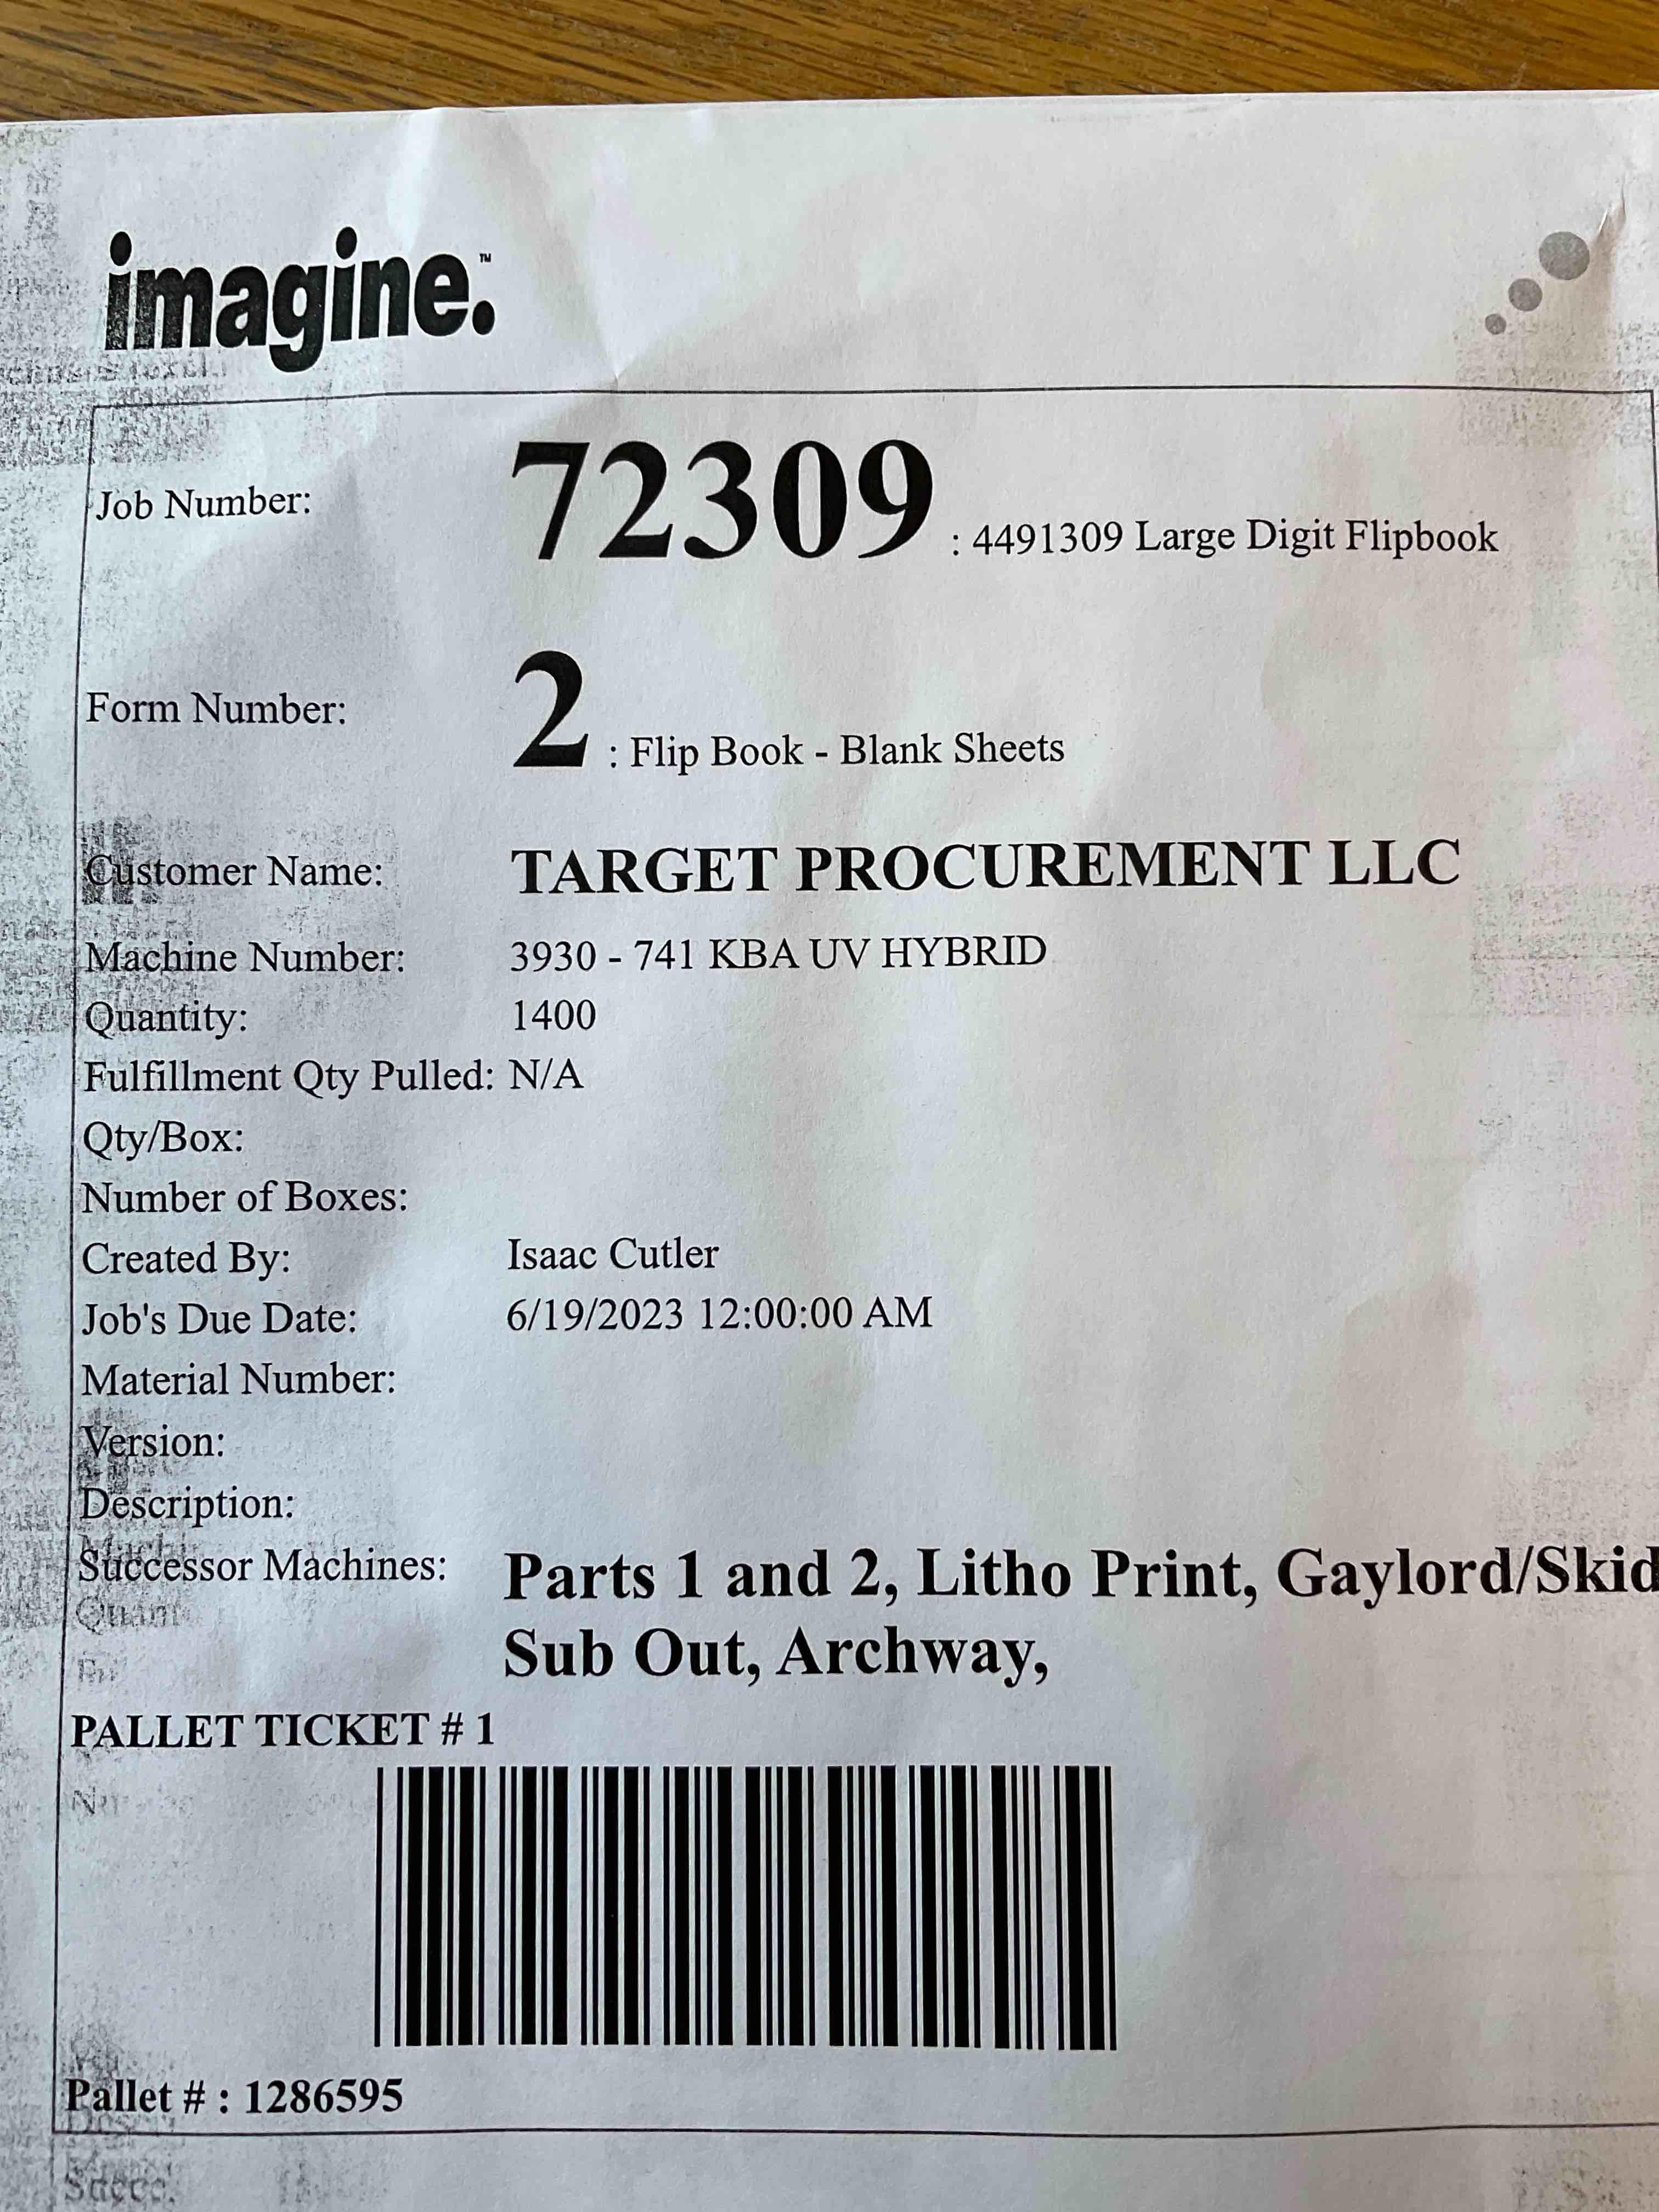 imagine.™
Job Number: 72309 : 4491309 Large Digit Flipbook
Form Number: 2 : Flip Book - Blank Sheets
Customer Name: TARGET PROCUREMENT LLC
Machine Number: 3930 - 741 KBA UV HYBRID
Quantity: 1400
Fulfillment Qty Pulled: N/A
Qty/Box:
Number of Boxes:
Created By: Isaac Cutler
Job's Due Date: 6/19/2023 12:00:00 AM
Material Number:
Version:
Description:
Successor Machines: Parts 1 and 2, Litho Print, Gaylord/Skid
Sub Out, Archway,
PALLET TICKET # 1
Pallet # : 1286595